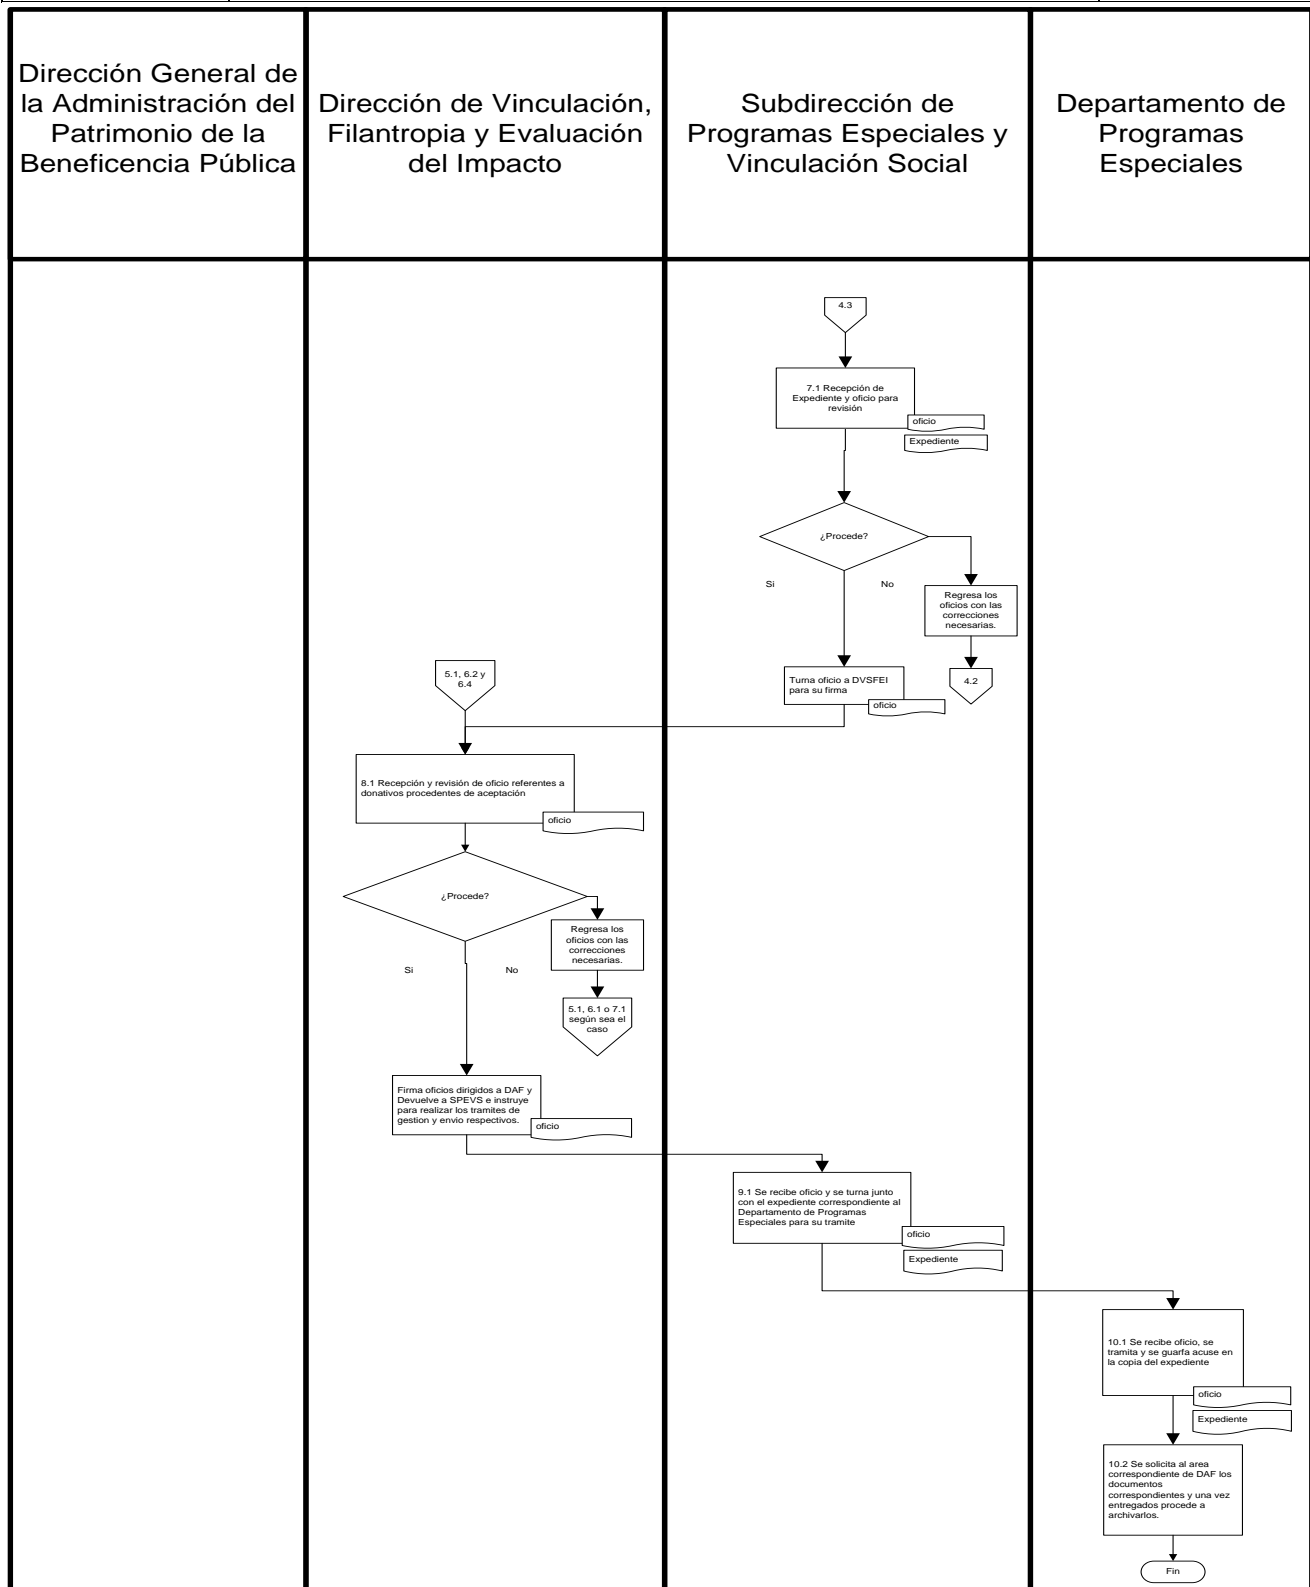 Dirección General de
la Administración del
Patrimonio de la
Beneficencia Pública
Dirección de Vinculación,
Filantropia y Evaluación
del Impacto
Subdirección de
Programas Especiales y
Vinculación Social
Departamento de
Programas
Especiales
4.3
7.1 Recepción de
Expediente y oficio para
revisión
oficio
Expediente
¿Procede?
Si
No
Regresa los
oficios con las
correcciones
necesarias.
4.2
Turna oficio a DVSFEI
para su firma
oficio
5.1, 6.2 y
6.4
8.1 Recepción y revisión de oficio referentes a
donativos procedentes de aceptación
oficio
¿Procede?
Si
No
Regresa los
oficios con las
correcciones
necesarias.
5.1, 6.1 o 7.1
según sea el
caso
Firma oficios dirigidos a DAF y
Devuelve a SPEVS e instruye
para realizar los tramites de
gestion y envio respectivos.
oficio
9.1 Se recibe oficio y se turna junto
con el expediente correspondiente al
Departamento de Programas
Especiales para su tramite
oficio
Expediente
10.1 Se recibe oficio, se
tramita y se guarfa acuse en
la copia del expediente
oficio
Expediente
10.2 Se solicita al area
correspondiente de DAF los
documentos
correspondientes y una vez
entregados procede a
archivarlos.
Fin